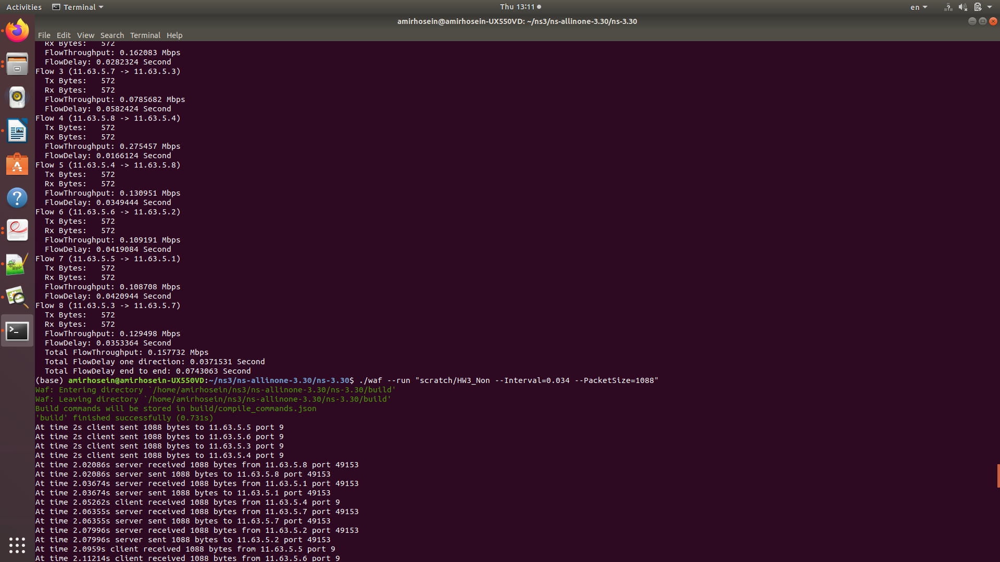 Activities
Terminal
Thu 13:11
en
amirhosein@amirhosein-UX550VD: ~/ns3/ns-allinone-3.30/ns-3.30
File Edit View Search Terminal Help
  Rx Bytes:   572
  FlowThroughput: 0.162083 Mbps
  FlowDelay: 0.0282324 Second
Flow 3 (11.63.5.7 -> 11.63.5.3)
  Tx Bytes:   572
  Rx Bytes:   572
  FlowThroughput: 0.0785682 Mbps
  FlowDelay: 0.0582424 Second
Flow 4 (11.63.5.8 -> 11.63.5.4)
  Tx Bytes:   572
  Rx Bytes:   572
  FlowThroughput: 0.275457 Mbps
  FlowDelay: 0.0166124 Second
Flow 5 (11.63.5.4 -> 11.63.5.8)
  Tx Bytes:   572
  Rx Bytes:   572
  FlowThroughput: 0.130951 Mbps
  FlowDelay: 0.0349444 Second
Flow 6 (11.63.5.6 -> 11.63.5.2)
  Tx Bytes:   572
  Rx Bytes:   572
  FlowThroughput: 0.109191 Mbps
  FlowDelay: 0.0419084 Second
Flow 7 (11.63.5.5 -> 11.63.5.1)
  Tx Bytes:   572
  Rx Bytes:   572
  FlowThroughput: 0.108708 Mbps
  FlowDelay: 0.0420944 Second
Flow 8 (11.63.5.3 -> 11.63.5.7)
  Tx Bytes:   572
  Rx Bytes:   572
  FlowThroughput: 0.129498 Mbps
  FlowDelay: 0.0353364 Second
  Total FlowThroughput: 0.157732 Mbps
  Total FlowDelay one direction: 0.0371531 Second
  Total FlowDelay end to end: 0.0743063 Second
(base) amirhosein@amirhosein-UX550VD:~/ns3/ns-allinone-3.30/ns-3.30$ ./waf --run "scratch/HW3_Non --Interval=0.034 --PacketSize=1088"
Waf: Entering directory `/home/amirhosein/ns3/ns-allinone-3.30/ns-3.30/build'
Waf: Leaving directory `/home/amirhosein/ns3/ns-allinone-3.30/ns-3.30/build'
Build commands will be stored in build/compile_commands.json
'build' finished successfully (0.731s)
At time 2s client sent 1088 bytes to 11.63.5.5 port 9
At time 2s client sent 1088 bytes to 11.63.5.6 port 9
At time 2s client sent 1088 bytes to 11.63.5.3 port 9
At time 2s client sent 1088 bytes to 11.63.5.4 port 9
At time 2.02086s server received 1088 bytes from 11.63.5.8 port 49153
At time 2.02086s server sent 1088 bytes to 11.63.5.8 port 49153
At time 2.03674s server received 1088 bytes from 11.63.5.1 port 49153
At time 2.03674s server sent 1088 bytes to 11.63.5.1 port 49153
At time 2.05262s client received 1088 bytes from 11.63.5.4 port 9
At time 2.06355s server received 1088 bytes from 11.63.5.7 port 49153
At time 2.06355s server sent 1088 bytes to 11.63.5.7 port 49153
At time 2.07996s server received 1088 bytes from 11.63.5.2 port 49153
At time 2.07996s server sent 1088 bytes to 11.63.5.2 port 49153
At time 2.0959s client received 1088 bytes from 11.63.5.5 port 9
At time 2.11214s client received 1088 bytes from 11.63.5.6 port 9